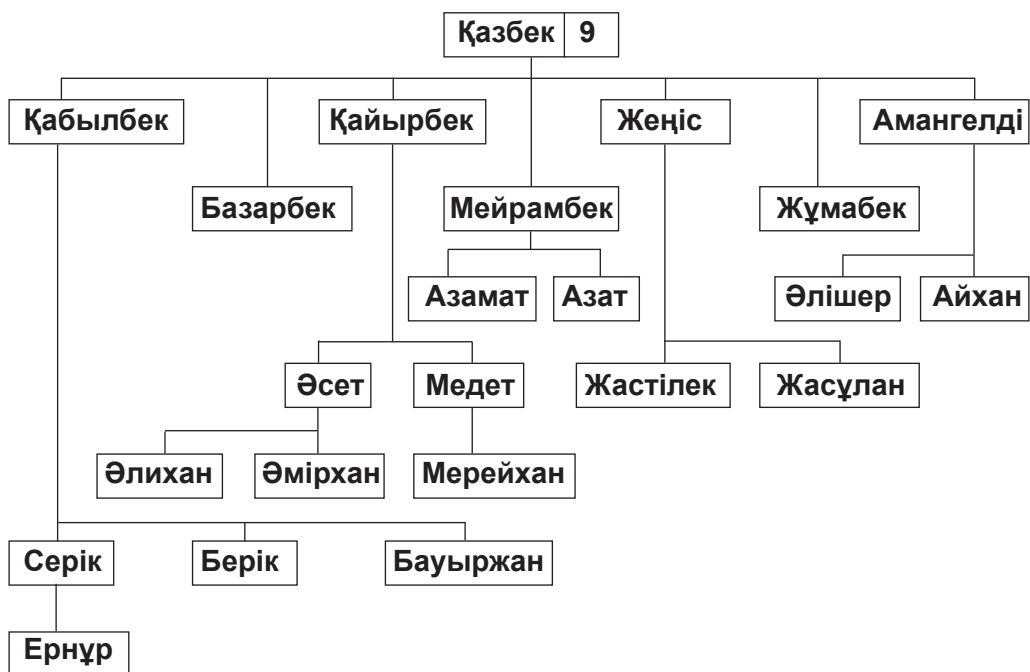 Қазбек 9
Қабылбек Қайырбек Жеңіс Амангелді
Базарбек Мейрамбек Жұмабек
Азамат Азат Әлішер Айхан
Әсет Медет Жастілек Жасұлан
Әлихан Әмірхан Мерейхан
Серік Берік Бауыржан
Ернұр